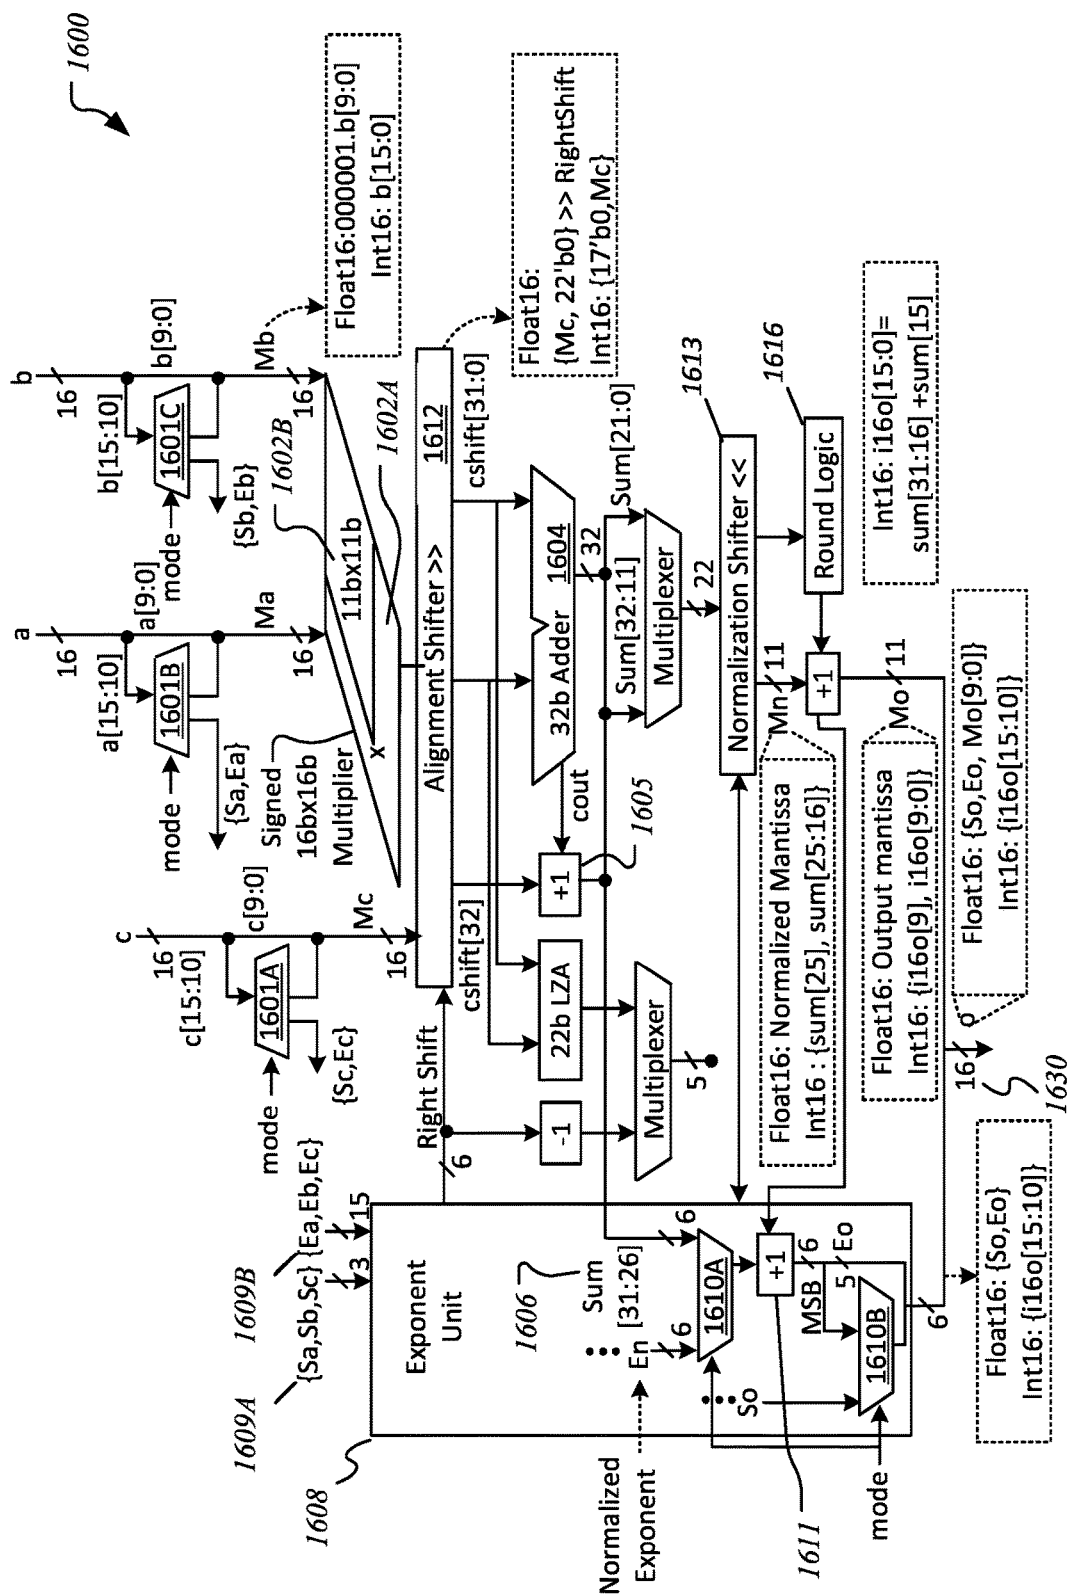 1600
c
16
c[15:10]
c[9:0]
mode
1601A
{Sc,Ec}
Mc
16
a
16
a[15:10]
a[9:0]
mode
1601B
{Sa,Ea}
Ma
16
b
16
b[15:10]
b[9:0]
mode
1601C
{Sb,Eb}
Mb
16
Float16:000001.b[9:0]
Int16: b[15:0]
1602B
11bx11b
1602A
Signed
16bx16b
Multiplier
x
1609A
{Sa,Sb,Sc}
1609B
{Ea,Eb,Ec}
3
15
1608
Exponent
Unit
Right Shift
6
Alignment Shifter >>
1612
Float16:
{Mc, 22'b0} >> RightShift
Int16: {17'b0,Mc}
cshift[32]
cshift[31:0]
-1
22b LZA
+1
cout
1605
32b Adder
1604
32
Multiplexer
5
Sum[32:11]
Sum[21:0]
Multiplexer
22
1613
Normalization Shifter <<
1616
Round Logic
Mn
11
+1
Mo
11
1606
Sum
[31:26]
En
6
6
1610A
Normalized
Exponent
+1
6
MSB
5
Eo
So
1610B
mode
1611
6
Float16: Normalized Mantissa
Int16 : {sum[25], sum[25:16]}
Float16: Output mantissa
Int16: {i16o[9], i16o[9:0]}
Int16: i16o[15:0]=
sum[31:16] +sum[15]
Float16: {So,Eo, Mo[9:0]}
Int16: {i16o[15:10]}
16
o
1630
Float16: {So,Eo}
Int16: {i16o[15:10]}